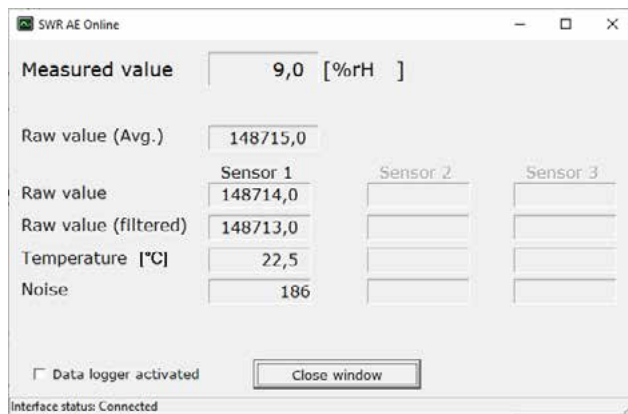 SWR AE Online
Measured value 9,0 [%rH ]
Raw value (Avg.) 148715,0
Sensor 1 Sensor 2 Sensor 3
Raw value 148714,0
Raw value (filtered) 148713,0
Temperature [°C] 22,5
Noise 186
Data logger activated Close window
Interface status: Connected